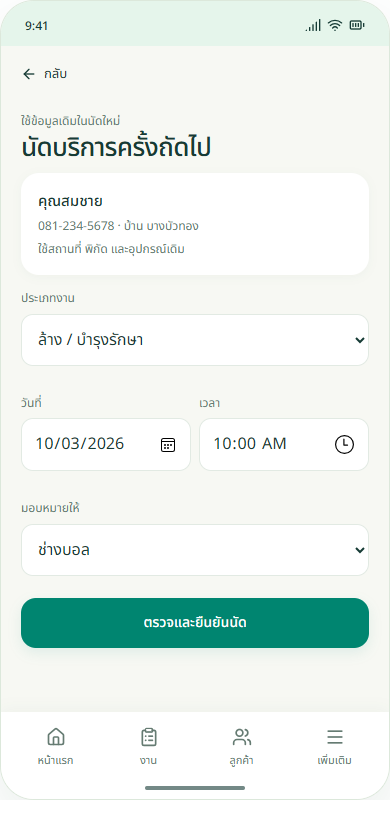 9:41
กลับ
ใช้ข้อมูลเดิมในนัดใหม่
นัดบริการครั้งถัดไป
คุณสมชาย
081-234-5678 · บ้าน บางบัวทอง
ใช้สถานที่ พิกัด และอุปกรณ์เดิม
ประเภทงาน
ล้าง / บำรุงรักษา
วันที่ เวลา
10/03/2026 10:00 AM
มอบหมายให้
ช่างบอล
ตรวจและยืนยันนัด
หน้าแรก งาน ลูกค้า เพิ่มเติม